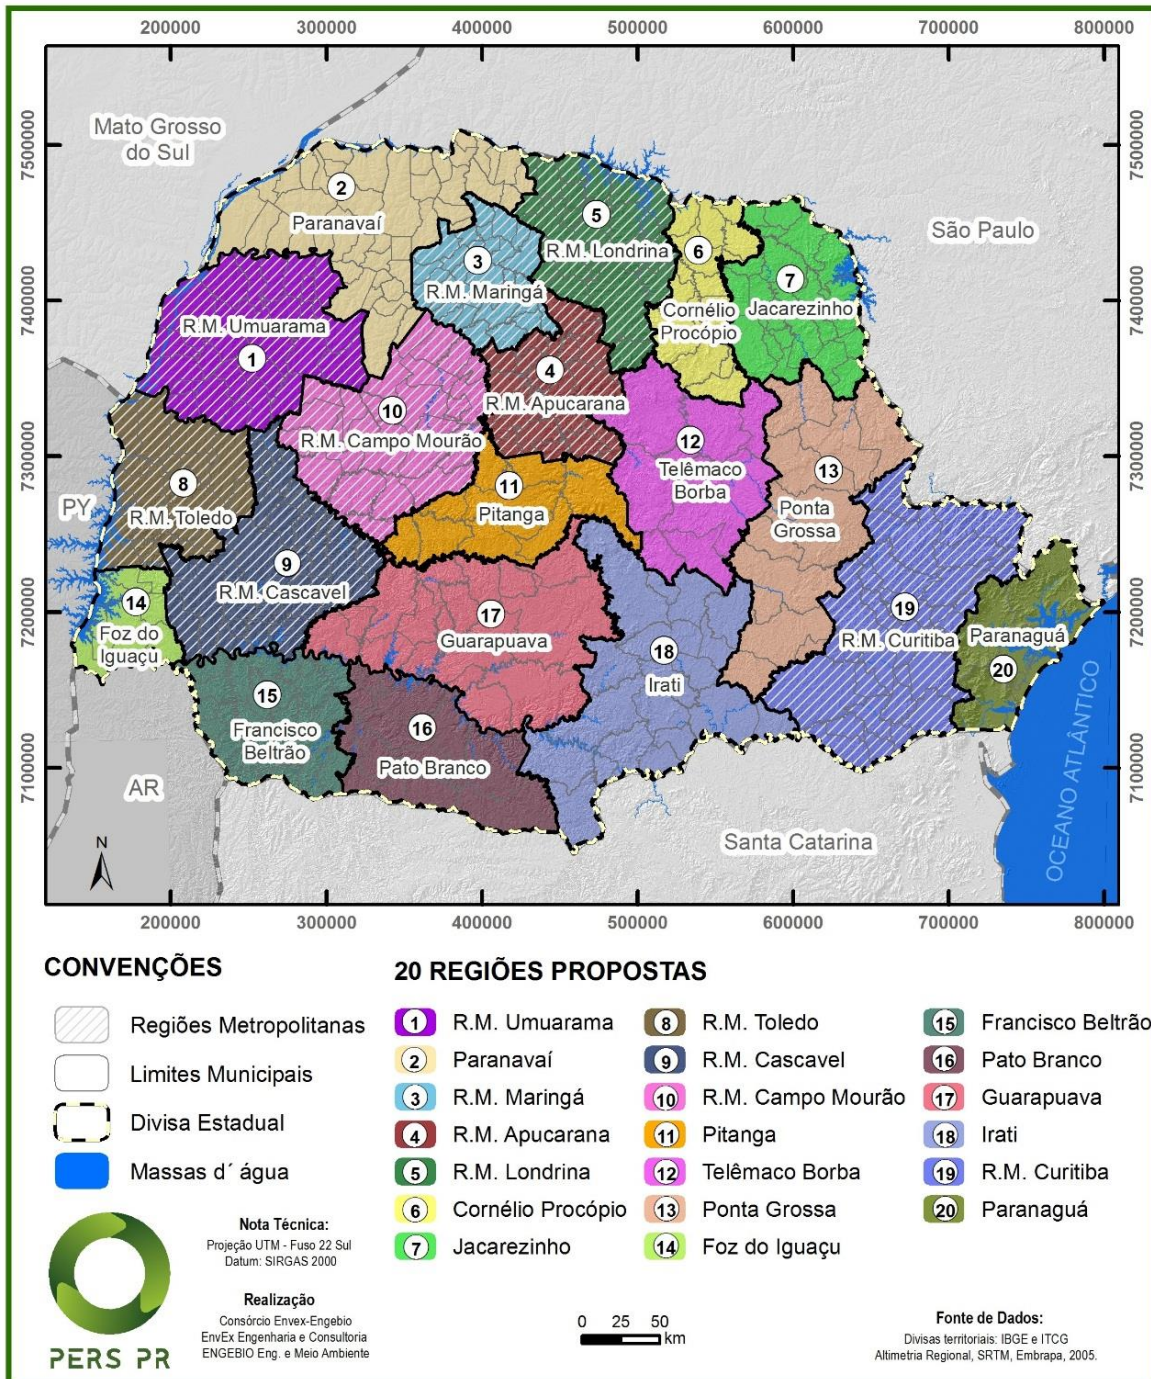 200000 300000 400000 500000 600000 700000 800000
7500000
7400000
7300000
7200000
7100000
7500000
7400000
7300000
7200000
7100000
Mato Grosso
do Sul
São Paulo
2
Paranavaí
5
R.M. Londrina
3
R.M. Maringá
6
Cornélio
Procópio
7
Jacarezinho
R.M. Umuarama
1
4
R.M. Apucarana
10
R.M. Campo Mourão
12
Telêmaco
Borba
13
Ponta
Grossa
8
R.M. Toledo
PY
11
Pitanga
9
R.M. Cascavel
14
Foz do
Iguaçu
17
Guarapuava
19
R.M. Curitiba
Paranaguá
20
18
Irati
15
Francisco
Beltrão
16
Pato Branco
AR
Santa Catarina
OCEANO ATLÂNTICO
N
200000 300000 400000 500000 600000 700000 800000
CONVENÇÕES
Regiões Metropolitanas
Limites Municipais
Divisa Estadual
Massas d´ água
20 REGIÕES PROPOSTAS
1 R.M. Umuarama
2 Paranavaí
3 R.M. Maringá
4 R.M. Apucarana
5 R.M. Londrina
6 Cornélio Procópio
7 Jacarezinho
8 R.M. Toledo
9 R.M. Cascavel
10 R.M. Campo Mourão
11 Pitanga
12 Telêmaco Borba
13 Ponta Grossa
14 Foz do Iguaçu
15 Francisco Beltrão
16 Pato Branco
17 Guarapuava
18 Irati
19 R.M. Curitiba
20 Paranaguá
PERS PR
Nota Técnica:
Projeção UTM - Fuso 22 Sul
Datum: SIRGAS 2000
Realização
Consórcio Envex-Engebio
EnvEx Engenharia e Consultoria
ENGEBIO Eng. e Meio Ambiente
0 25 50
km
Fonte de Dados:
Divisas territoriais: IBGE e ITCG
Altimetria Regional, SRTM, Embrapa, 2005.